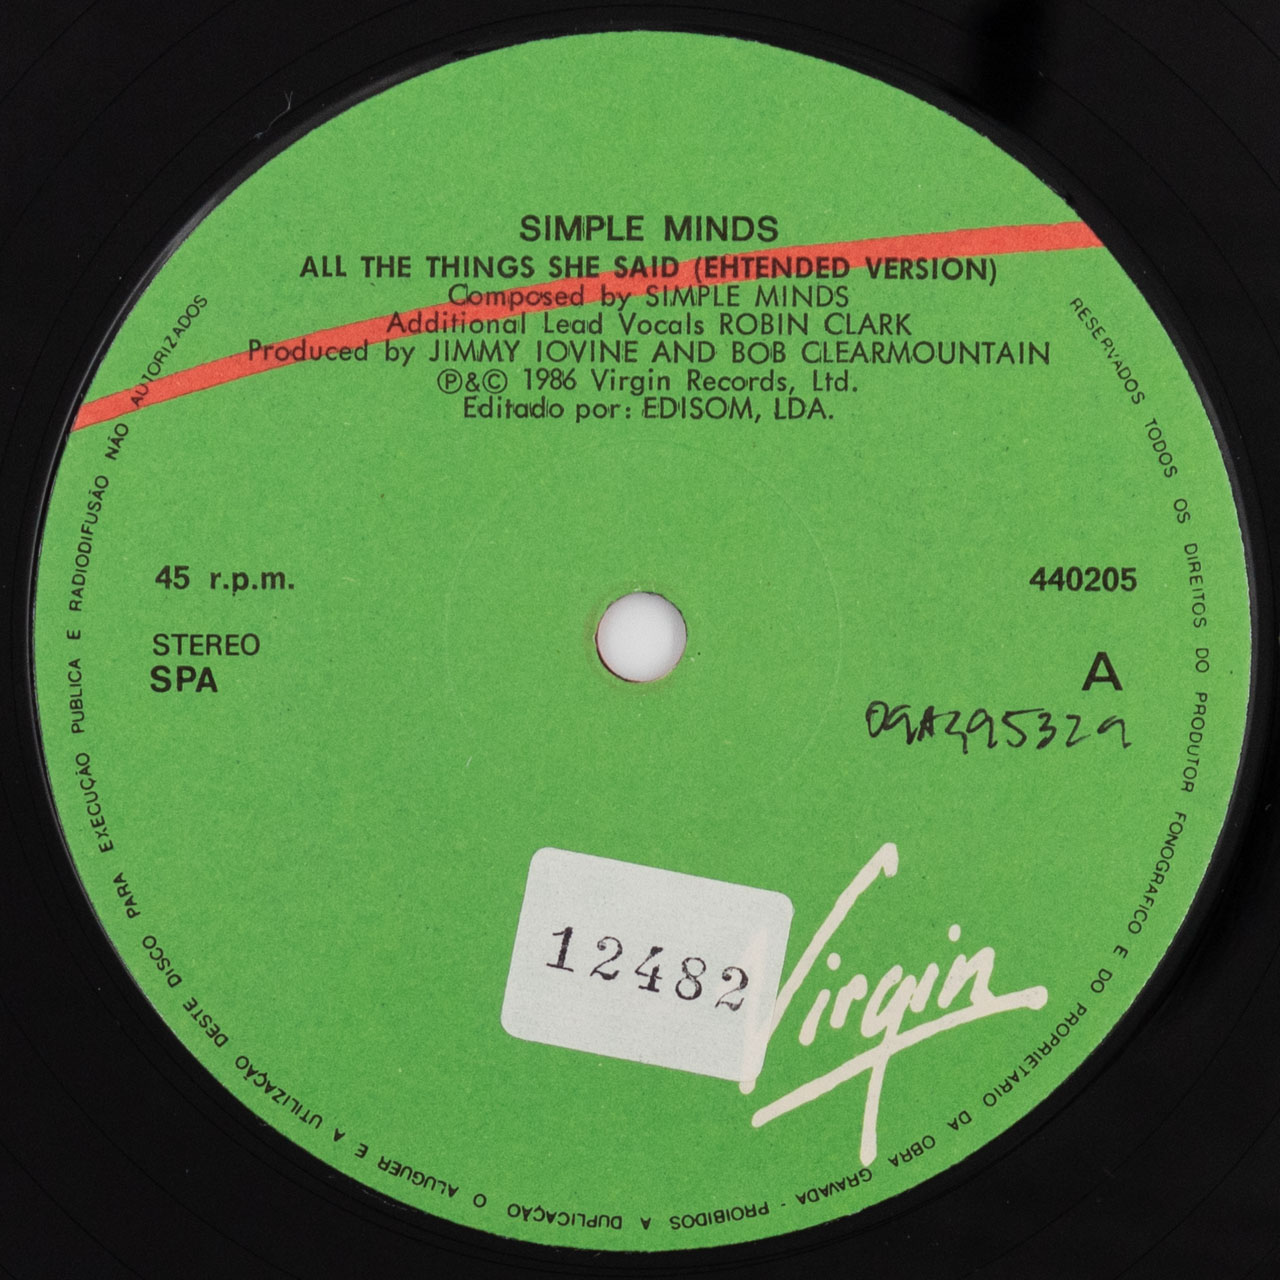 SIMPLE MINDS
ALL THE THINGS SHE SAID (EHTENDED VERSION)
Composed by SIMPLE MINDS
Additional Lead Vocals ROBIN CLARK
Produced by JIMMY IOVINE AND BOB CLEARMOUNTAIN
Ⓟ&© 1986 Virgin Records, Ltd.
Editado por: EDISOM, LDA.
45 r.p.m.
STEREO
SPA
440205
A
12482
Virgin
RESERVADOS TODOS OS DIREITOS DO PRODUTOR FONOGRAFICO E DO PROPRIETARIO DA OBRA GRAVADA - PROIBIDOS A DUPLICAÇÃO O ALUGUER E A UTILIZAÇÃO DESTE DISCO PARA EXECUÇÃO PUBLICA E RADIODIFUSÃO NÃO AUTORIZADOS